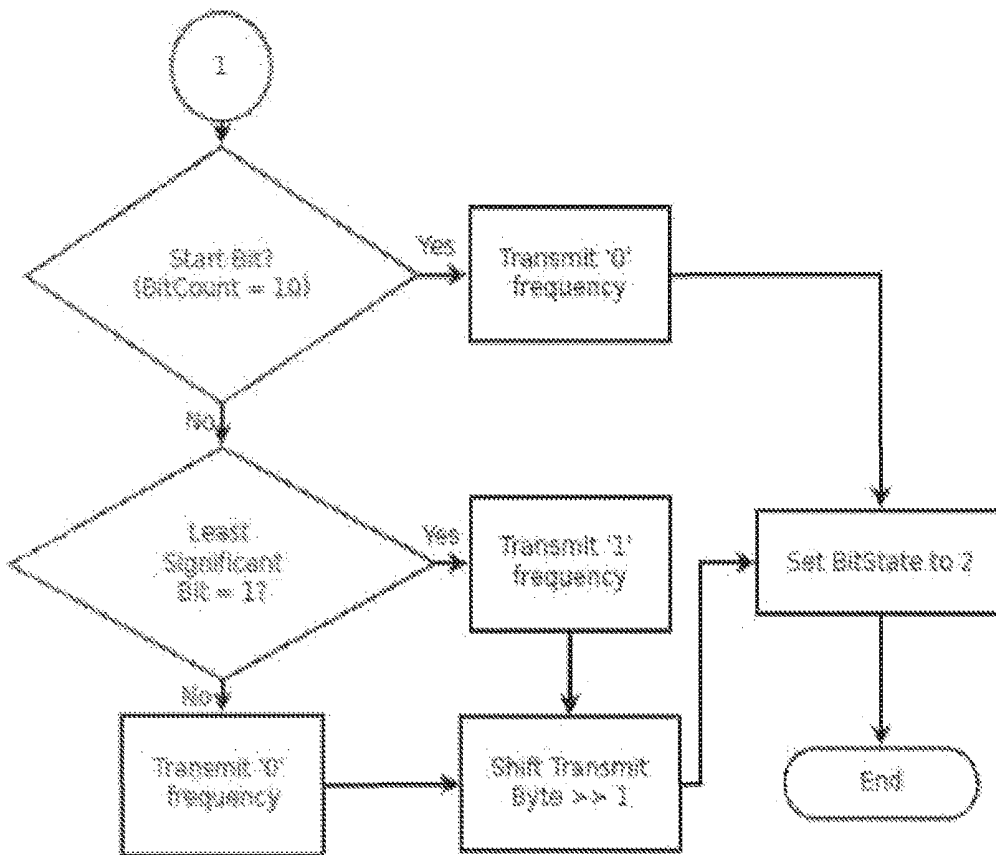 1
Start Bit?
(BitCount = 10)
Yes
Transmit '0'
frequency
No
Least
Significant
Bit = 1?
Yes
Transmit '1'
frequency
Set BitState to 2
No
Transmit '0'
frequency
Shift Transmit
Byte >> 1
End